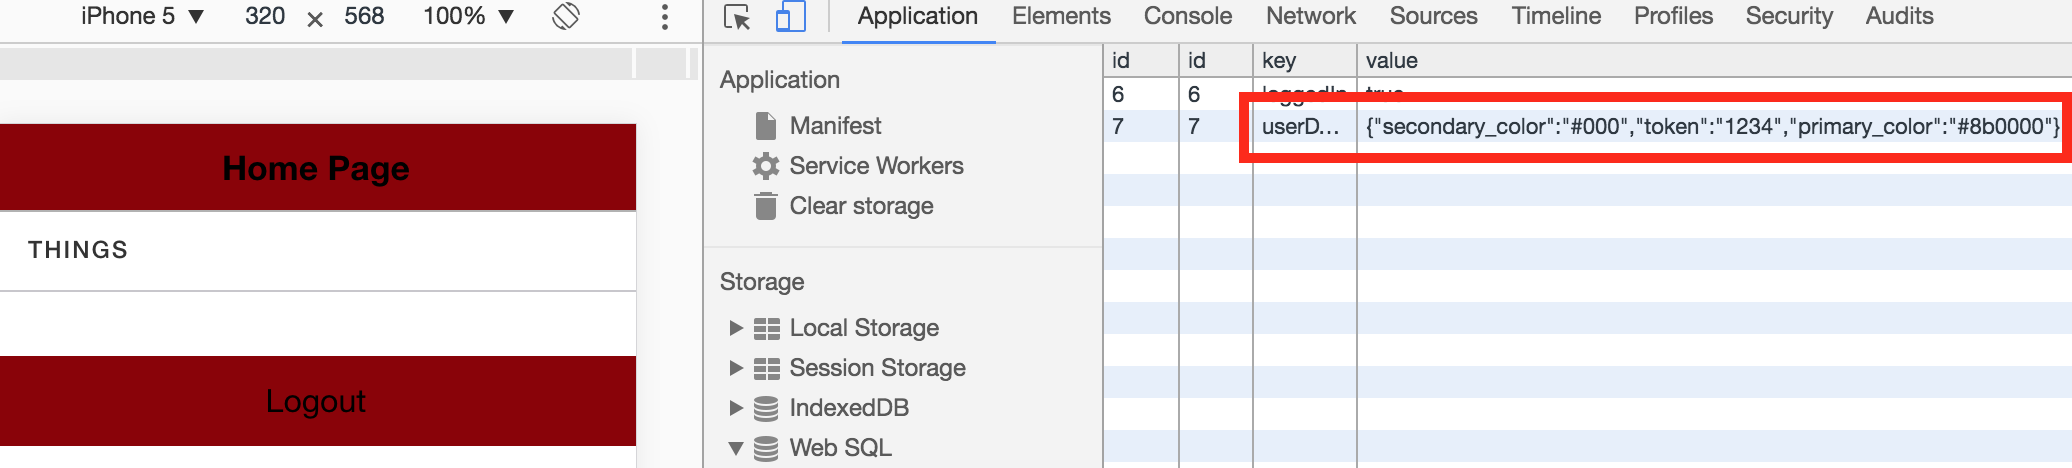 iPhone 5 ▼ 320 × 568 100% ▼
Application Elements Console Network Sources Timeline Profiles Security Audits
Home Page
THINGS
Logout
Application
Manifest
Service Workers
Clear storage
Storage
Local Storage
Session Storage
IndexedDB
Web SQL
id id key value
6 6 loggedIn true
7 7 userD... {"secondary_color":"#000","token":"1234","primary_color":"#8b0000"}